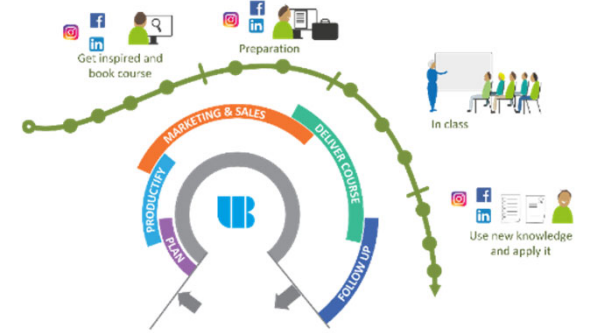 Get inspired and
book course
Preparation
In class
Use new knowledge
and apply it
PLAN
PRODUCTIFY
MARKETING & SALES
DELIVER COURSE
FOLLOW UP